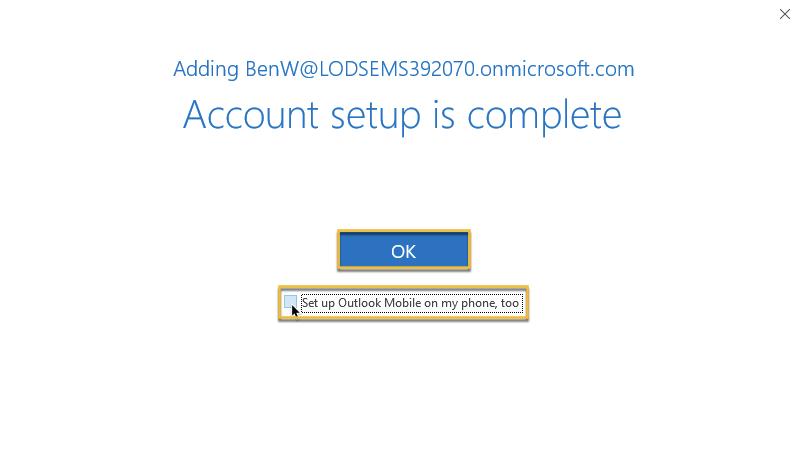 Adding BenW@LODSEMS392070.onmicrosoft.com
Account setup is complete
OK
Set up Outlook Mobile on my phone, too